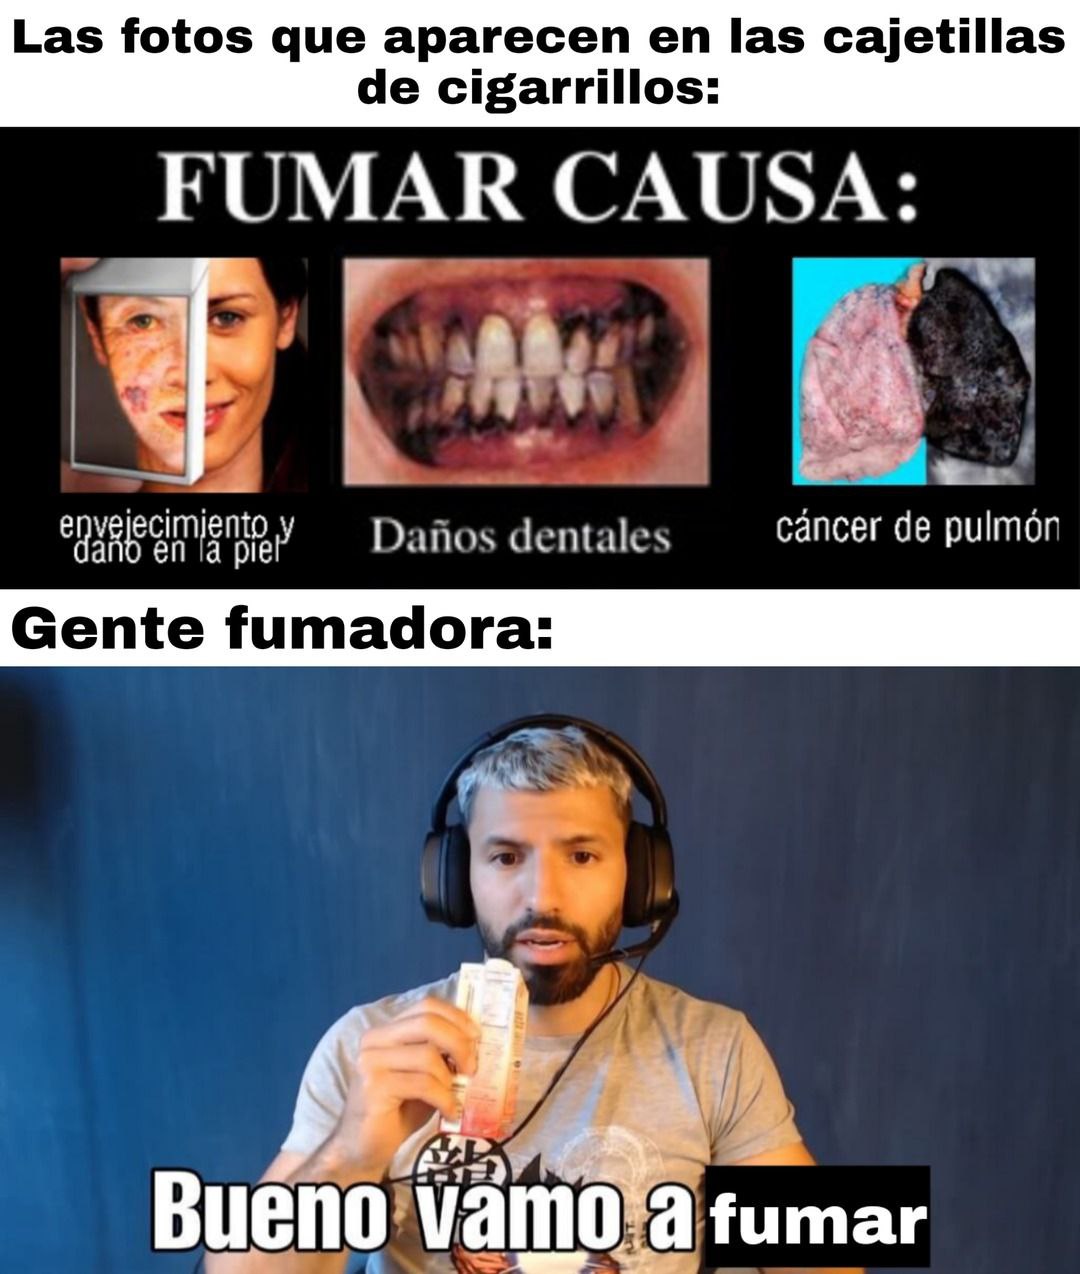 Las fotos que aparecen en las cajetillas
de cigarrillos:
FUMAR CAUSA:
envejecimiento y
daño en la piel
Daños dentales
cáncer de pulmón
Gente fumadora:
Bueno vamo a fumar